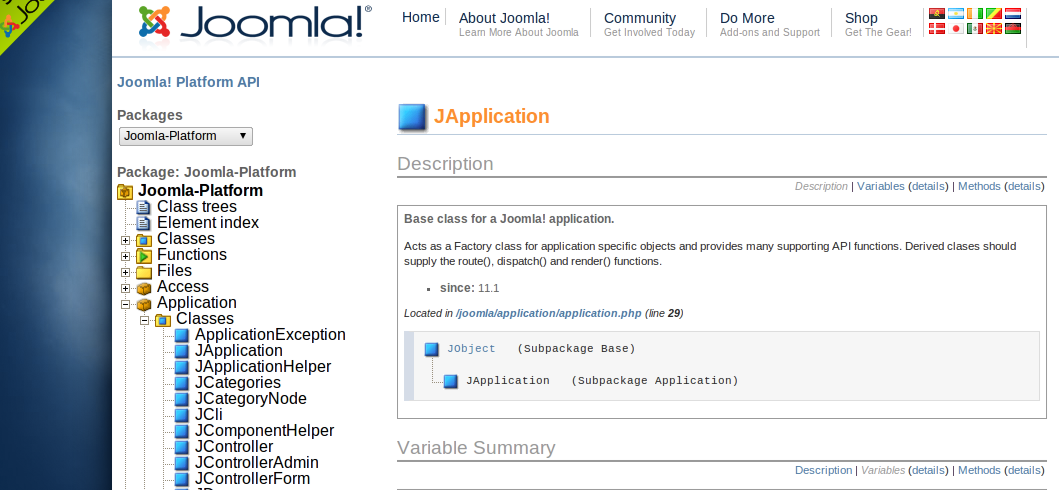 Joomla!®
Home
About Joomla!
Learn More About Joomla
Community
Get Involved Today
Do More
Add-ons and Support
Shop
Get The Gear!
Joomla! Platform API
Packages
Joomla-Platform
Package: Joomla-Platform
Joomla-Platform
Class trees
Element index
Classes
Functions
Files
Access
Application
Classes
ApplicationException
JApplication
JApplicationHelper
JCategories
JCategoryNode
JCli
JComponentHelper
JController
JControllerAdmin
JControllerForm
JApplication
Description
Description | Variables (details) | Methods (details)
Base class for a Joomla! application.
Acts as a Factory class for application specific objects and provides many supporting API functions. Derived clases should
supply the route(), dispatch() and render() functions.
since: 11.1
Located in /joomla/application/application.php (line 29)
JObject (Subpackage Base)
JApplication (Subpackage Application)
Variable Summary
Description | Variables (details) | Methods (details)